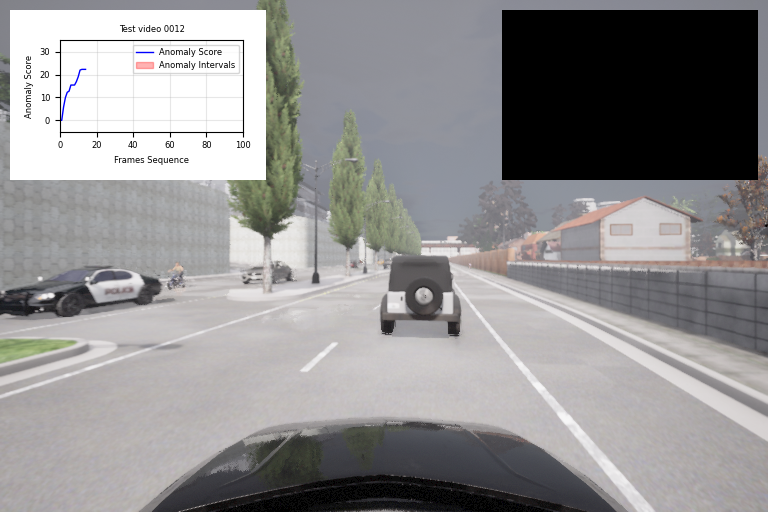 Test video 0012
Anomaly Score
Anomaly Intervals
Anomaly Score
30
20
10
0
0 20 40 60 80 100
Frames Sequence
POLICE